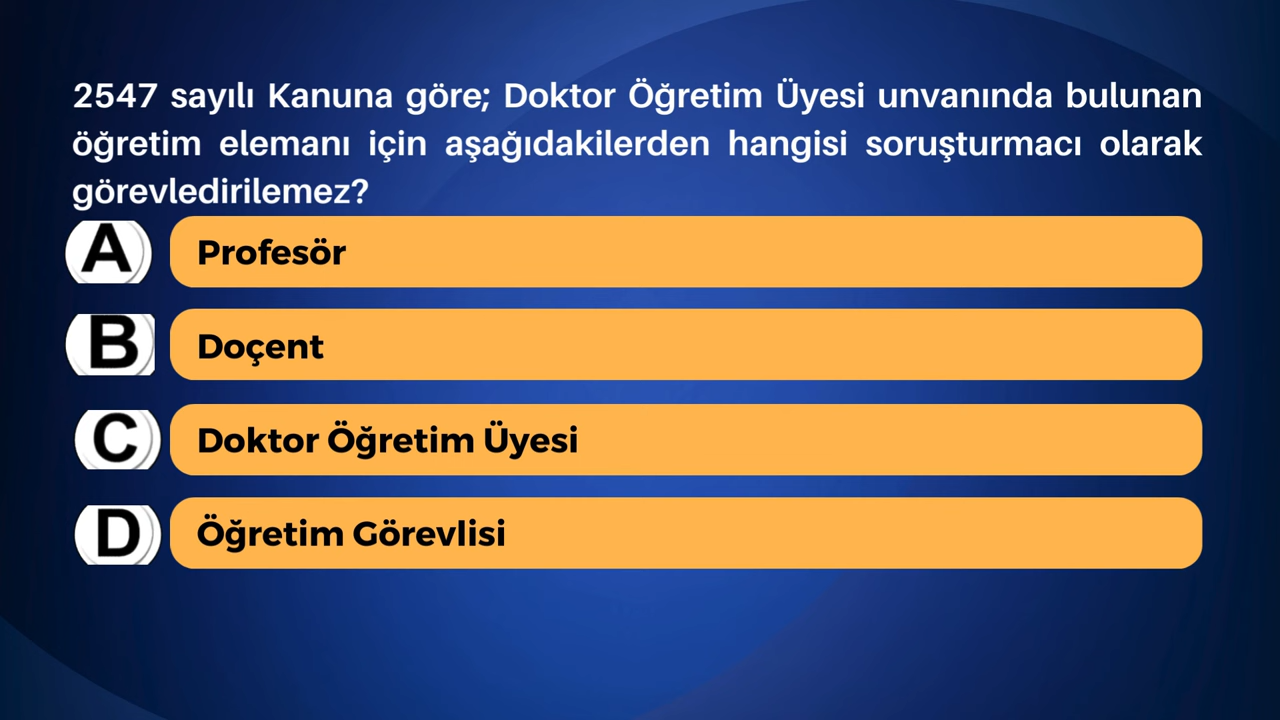 2547 sayılı Kanuna göre; Doktor Öğretim Üyesi unvanında bulunan
öğretim elemanı için aşağıdakilerden hangisi soruşturmacı olarak
görevledirilemez?
A Profesör
B Doçent
C Doktor Öğretim Üyesi
D Öğretim Görevlisi